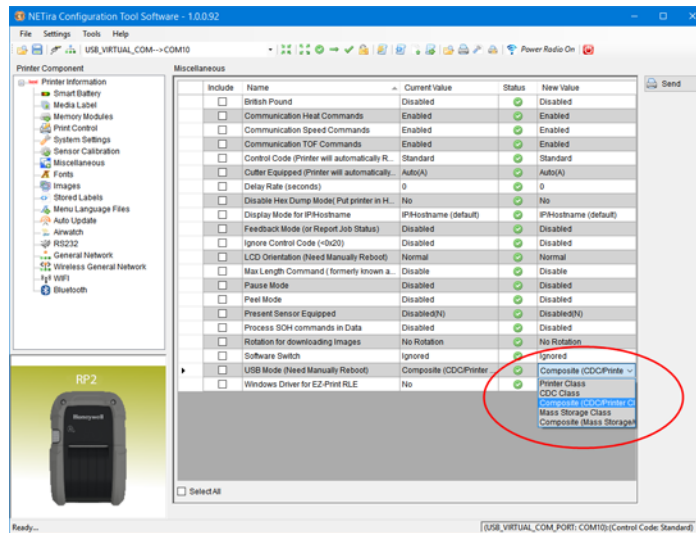 NETira Configuration Tool Software - 1.0.0.92
File Settings Tools Help
USB_VIRTUAL_COM-->COM10
Power Radio On
Printer Component
Miscellaneous
Printer Information
Smart Battery
Media Label
Memory Modules
Print Control
System Settings
Sensor Calibration
Miscellaneous
Fonts
Images
Stored Labels
Menu Language Files
Auto Update
Airwatch
RS232
General Network
Wireless General Network
WIFI
Bluetooth
Include Name Current Value Status New Value
British Pound Disabled Disabled
Communication Heat Commands Enabled Enabled
Communication Speed Commands Enabled Enabled
Communication TOF Commands Enabled Enabled
Control Code (Printer will automatically R... Standard Standard
Cutter Equipped (Printer will automatically... Auto(A) Auto(A)
Delay Rate (seconds) 0 0
Disable Hex Dump Mode( Put printer in H... No No
Display Mode for IP/Hostname IP/Hostname (default) IP/Hostname (default)
Feedback Mode (or Report Job Status) Disabled Disabled
Ignore Control Code (<0x20) Disabled Disabled
LCD Orientation (Need Manually Reboot) Normal Normal
Max Length Command ( formerly known a... Disable Disable
Pause Mode Disabled Disabled
Peel Mode Disabled Disabled
Present Sensor Equipped Disabled(N) Disabled(N)
Process SOH commands in Data Disabled Disabled
Rotation for downloading Images No Rotation No Rotation
Software Switch Ignored Ignored
USB Mode (Need Manually Reboot) Composite (CDC/Printer ... Composite (CDC/Printe
Windows Driver for EZ-Print RLE No
Printer Class
CDC Class
Composite (CDC/Printer Cl
Mass Storage Class
Composite (Mass Storage/
Send
RP2
Honeywell
Select All
Ready...
(USB_VIRTUAL_COM_PORT: COM10):(Control Code: Standard)